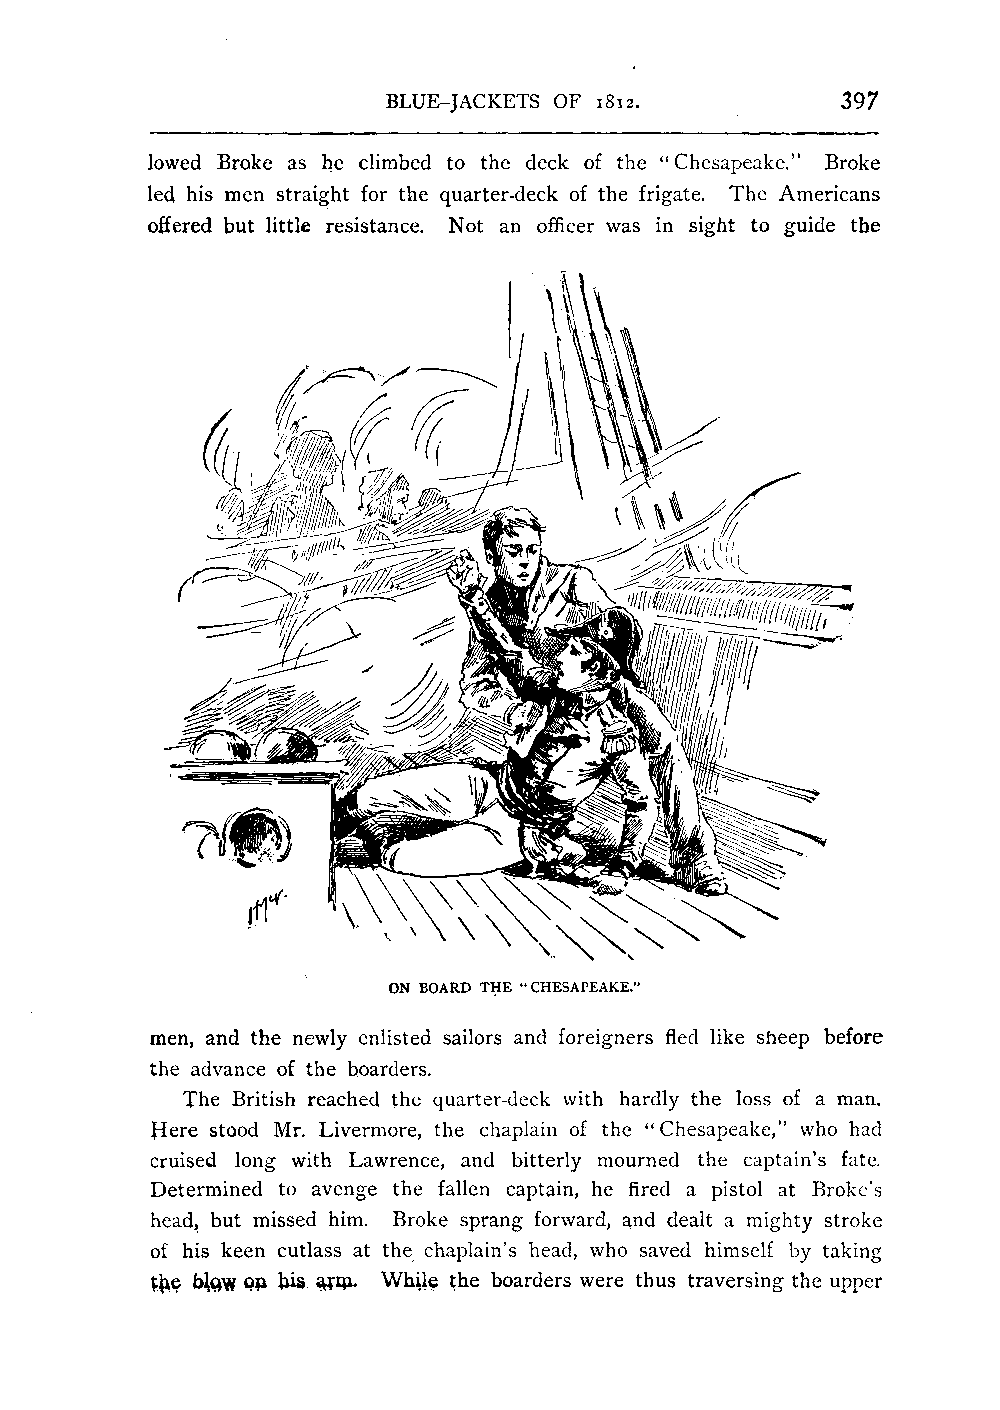 BLUE-JACKETS OF 1812. 397
lowed Broke as he climbed to the deck of the "Chesapeake." Broke
led his men straight for the quarter-deck of the frigate. The Americans
offered but little resistance. Not an officer was in sight to guide the
ON BOARD THE "CHESAPEAKE."
men, and the newly enlisted sailors and foreigners fled like sheep before
the advance of the boarders.
The British reached the quarter-deck with hardly the loss of a man.
Here stood Mr. Livermore, the chaplain of the "Chesapeake," who had
cruised long with Lawrence, and bitterly mourned the captain's fate.
Determined to avenge the fallen captain, he fired a pistol at Broke's
head, but missed him. Broke sprang forward, and dealt a mighty stroke
of his keen cutlass at the chaplain's head, who saved himself by taking
the blow on his arm. While the boarders were thus traversing the upper